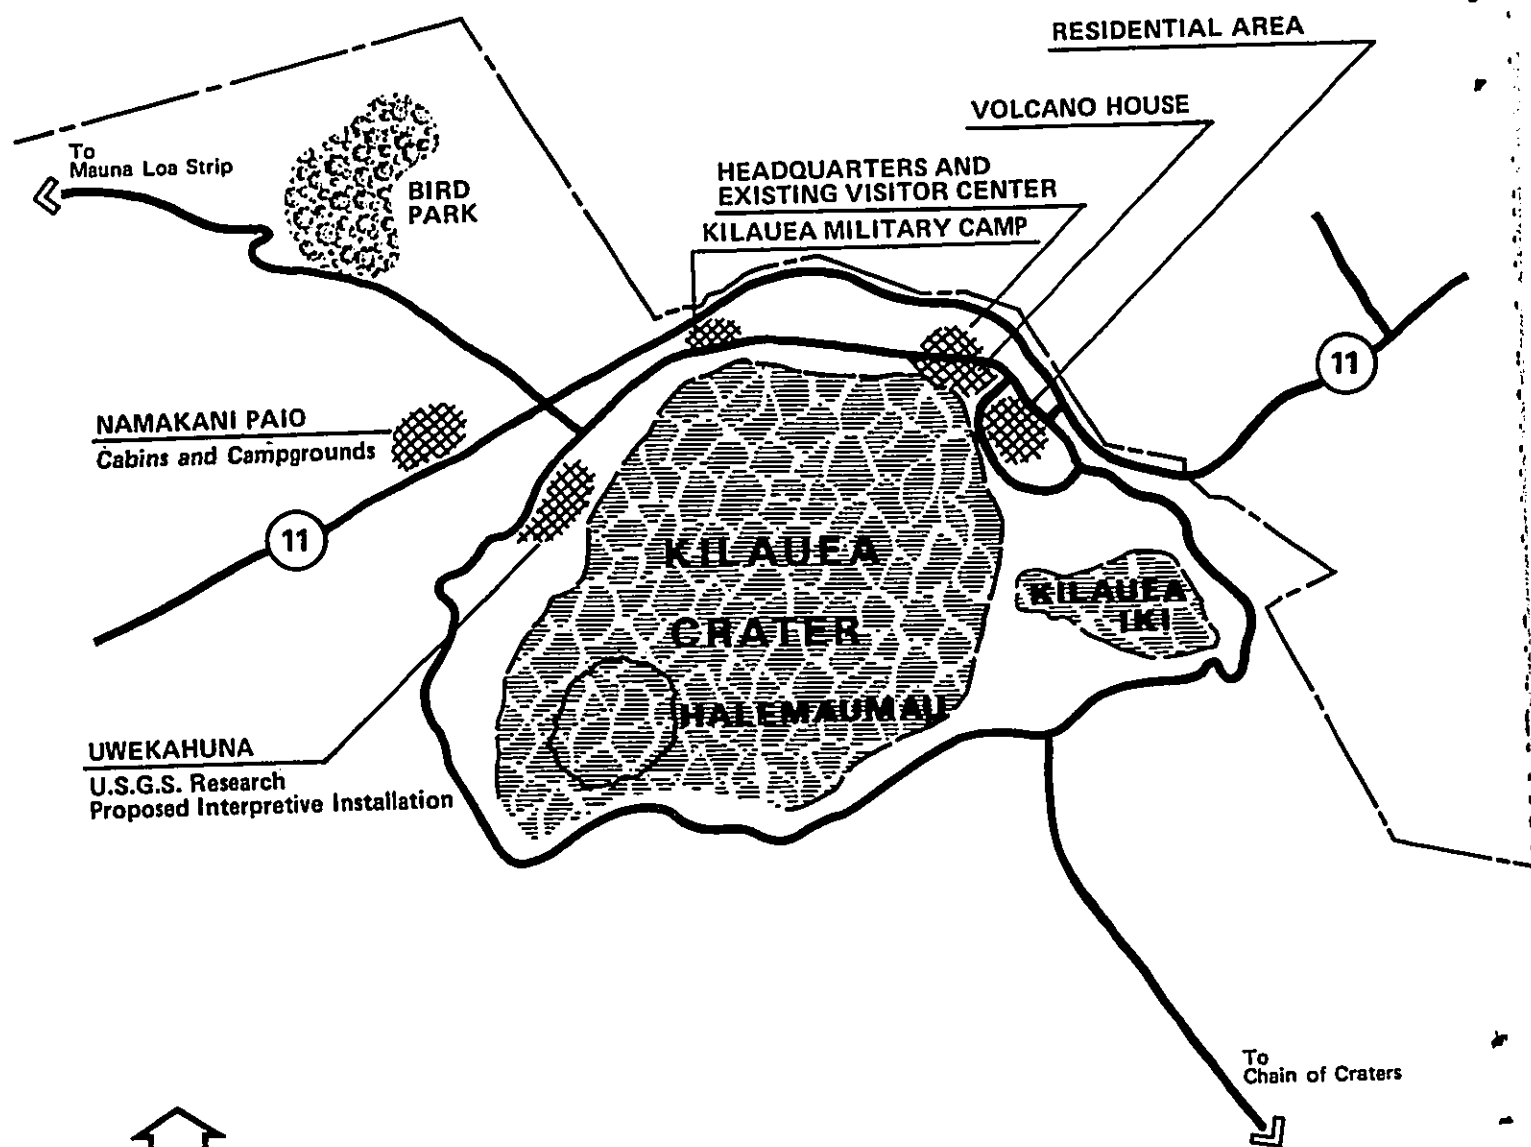 RESIDENTIAL AREA
VOLCANO HOUSE
HEADQUARTERS AND
EXISTING VISITOR CENTER
KILAUEA MILITARY CAMP
To
Mauna Loa Strip
BIRD
PARK
11
NAMAKANI PAIO
Cabins and Campgrounds
11
KILAUEA
CRATER
HALEMAUMAU
KILAUEA
IKI
UWEKAHUNA
U.S.G.S. Research
Proposed Interpretive Installation
To
Chain of Craters